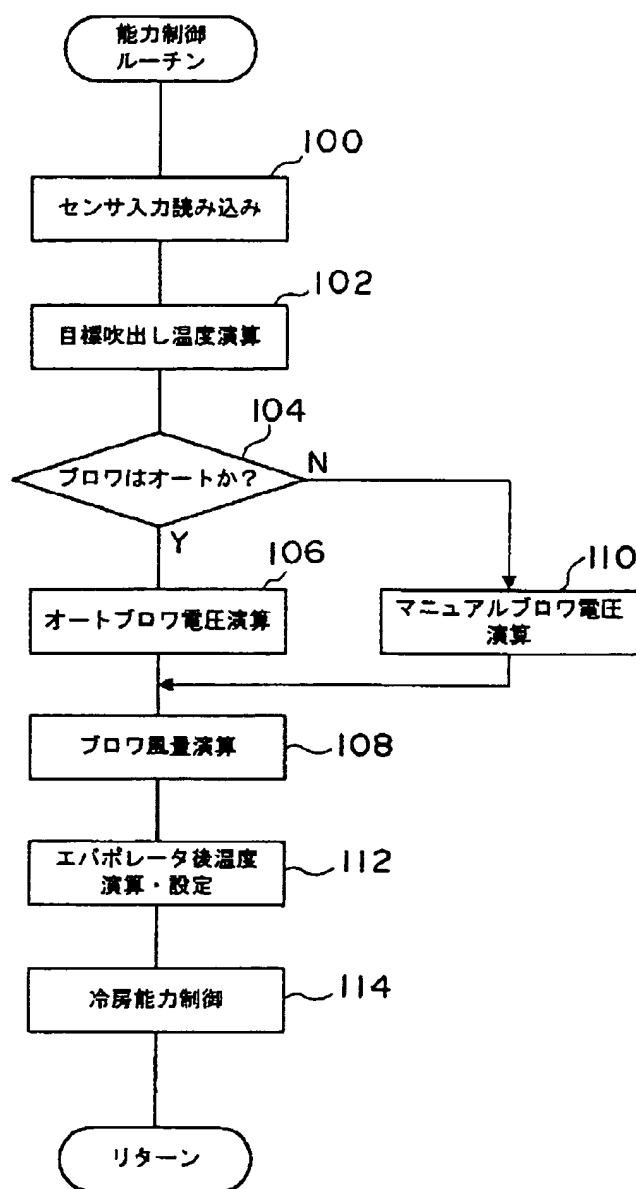 能力制御
ルーチン
100
センサ入力読み込み
102
目標吹出し温度演算
104
ブロワはオートか?
N
Y
106
オートブロワ電圧演算
110
マニュアルブロワ電圧
演算
ブロワ風量演算
108
エバポレータ後温度
演算・設定
112
冷房能力制御
114
リターン